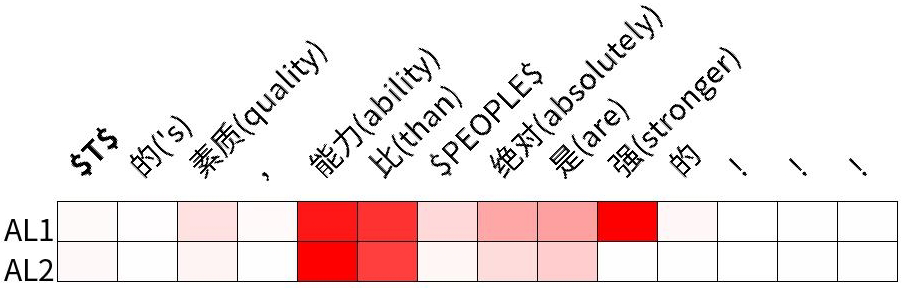 $T$
的('s)
素质(quality)
,
能力(ability)
比(than)
$PEOPLE$
绝对(absolutely)
是(are)
强(stronger)
的
!
!
!
AL1
AL2